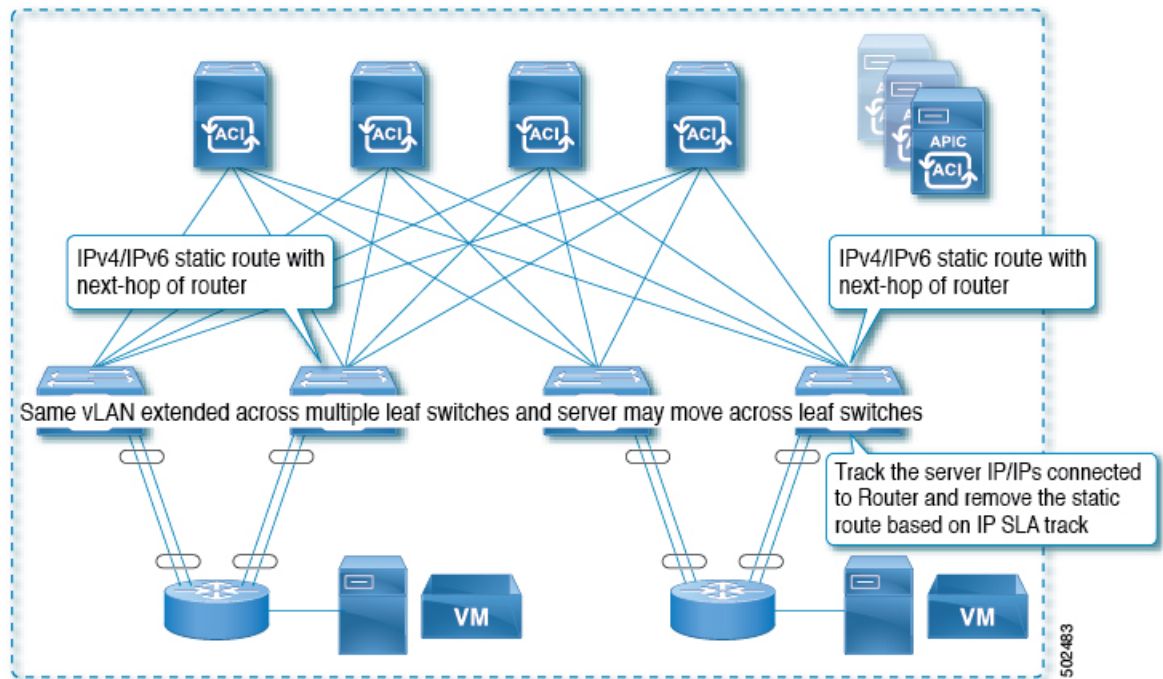 ACI
ACI
ACI
ACI
APIC
ACI
IPv4/IPv6 static route with
next-hop of router
IPv4/IPv6 static route with
next-hop of router
Same vLAN extended across multiple leaf switches and server may move across leaf switches
Track the server IP/IPs connected
to Router and remove the static
route based on IP SLA track
VM
VM
502483